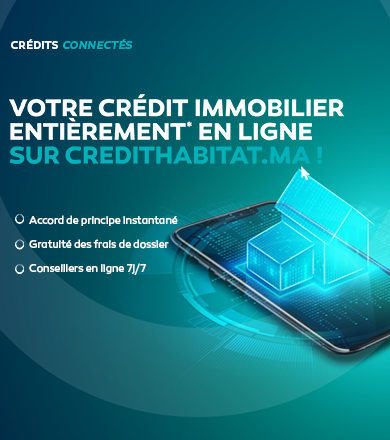 CRÉDITS CONNECTÉS
VOTRE CRÉDIT IMMOBILIER
ENTIÈREMENT* EN LIGNE
SUR CREDITHABITAT.MA !
Accord de principe instantané
Gratuité des frais de dossier
Conseillers en ligne 7j/7